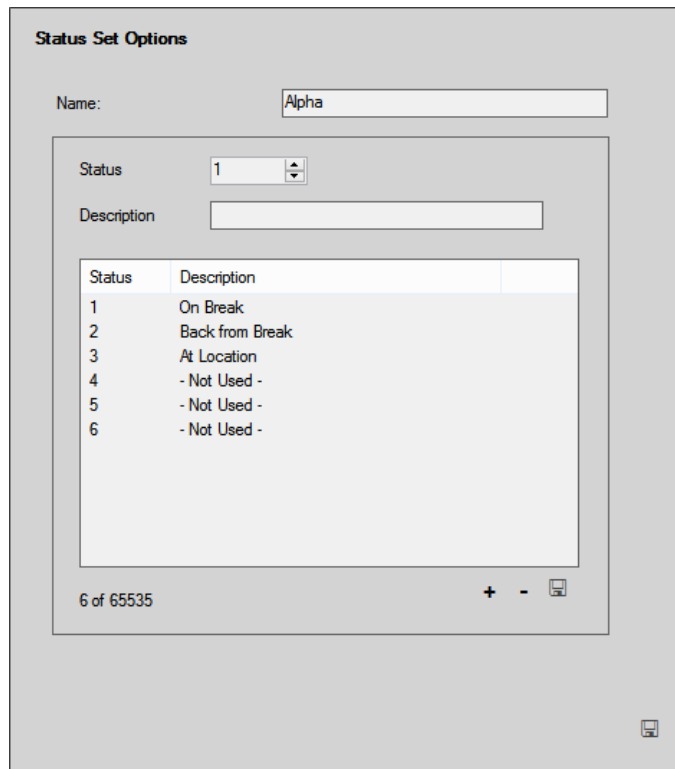 Status Set Options
Name: Alpha
Status 1
Description
Status Description
1 On Break
2 Back from Break
3 At Location
4 - Not Used -
5 - Not Used -
6 - Not Used -
6 of 65535 + -